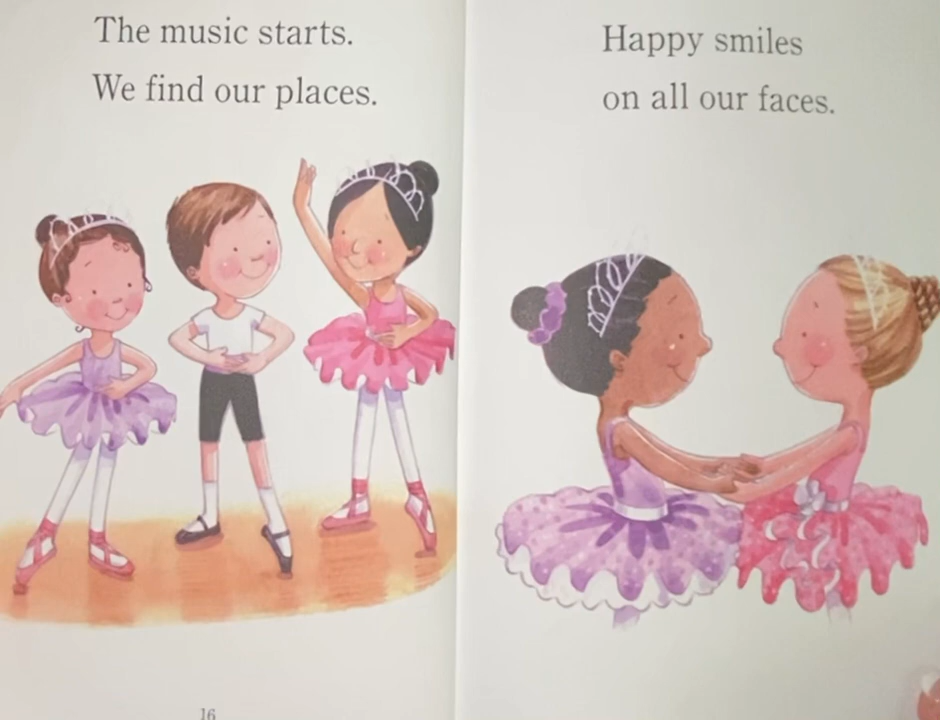 The music starts.
We find our places.
16
Happy smiles
on all our faces.